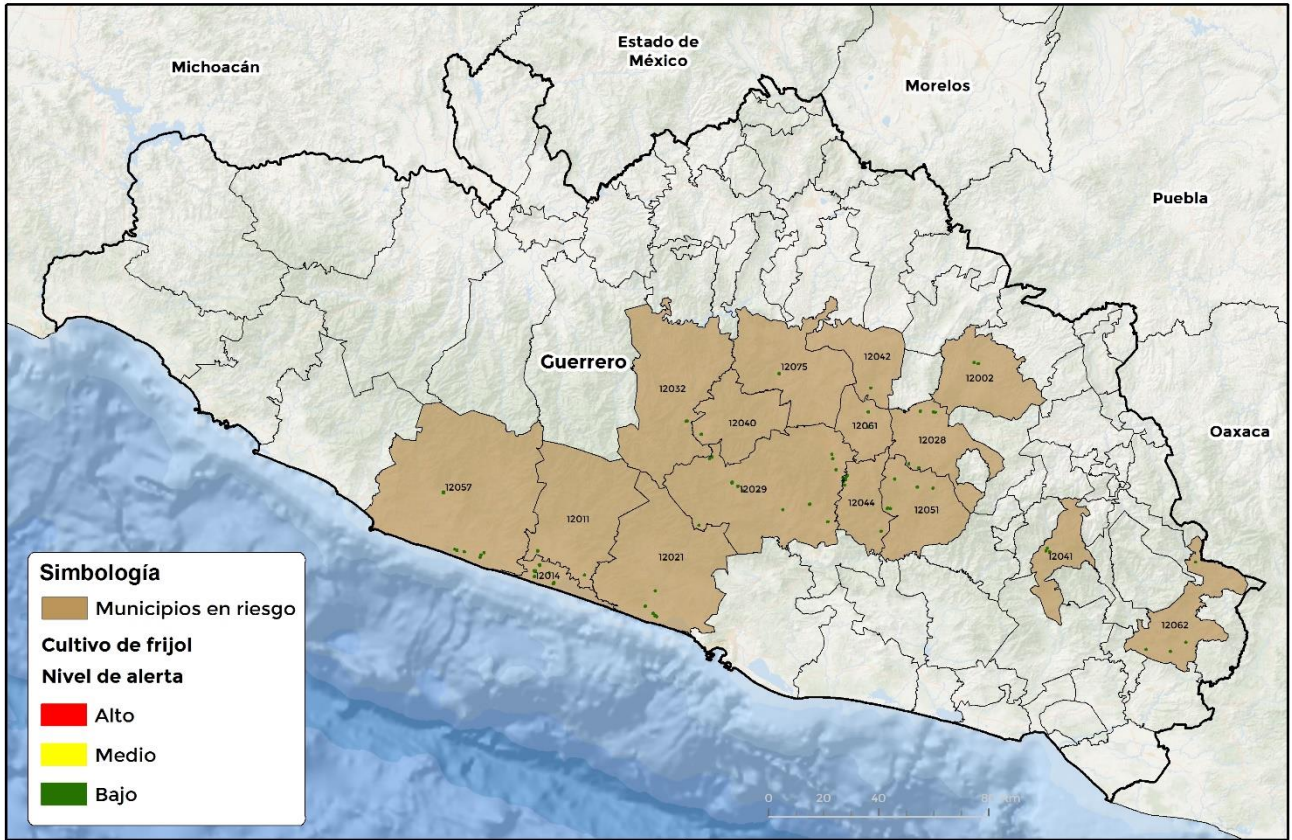 Estado de
México
Michoacán
Morelos
Puebla
Guerrero
Oaxaca
12042
12002
12075
12032
12040
12061
12028
12029
12057
12044
12051
12011
12021
12014
12041
12062
Simbología
Municipios en riesgo
Cultivo de frijol
Nivel de alerta
Alto
Medio
Bajo
0 20 40